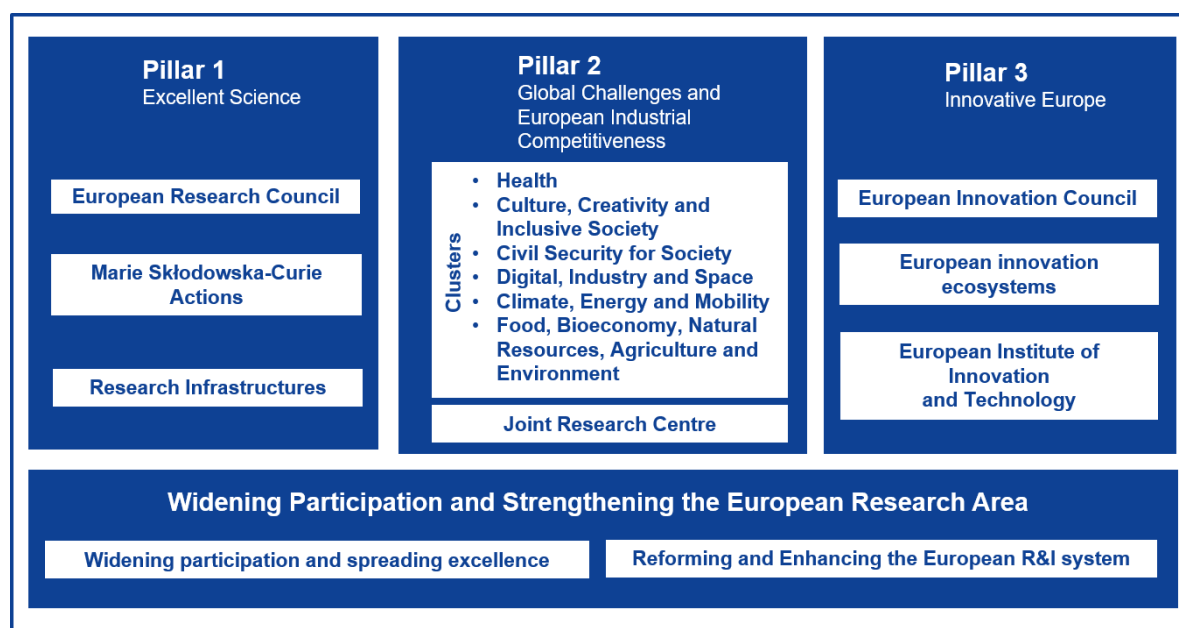 Pillar 1
Excellent Science
European Research Council
Marie Skłodowska-Curie
Actions
Research Infrastructures
Pillar 2
Global Challenges and
European Industrial
Competitiveness
Clusters
• Health
• Culture, Creativity and
Inclusive Society
• Civil Security for Society
• Digital, Industry and Space
• Climate, Energy and Mobility
• Food, Bioeconomy, Natural
Resources, Agriculture and
Environment
Joint Research Centre
Pillar 3
Innovative Europe
European Innovation Council
European innovation
ecosystems
European Institute of
Innovation
and Technology
Widening Participation and Strengthening the European Research Area
Widening participation and spreading excellence
Reforming and Enhancing the European R&I system